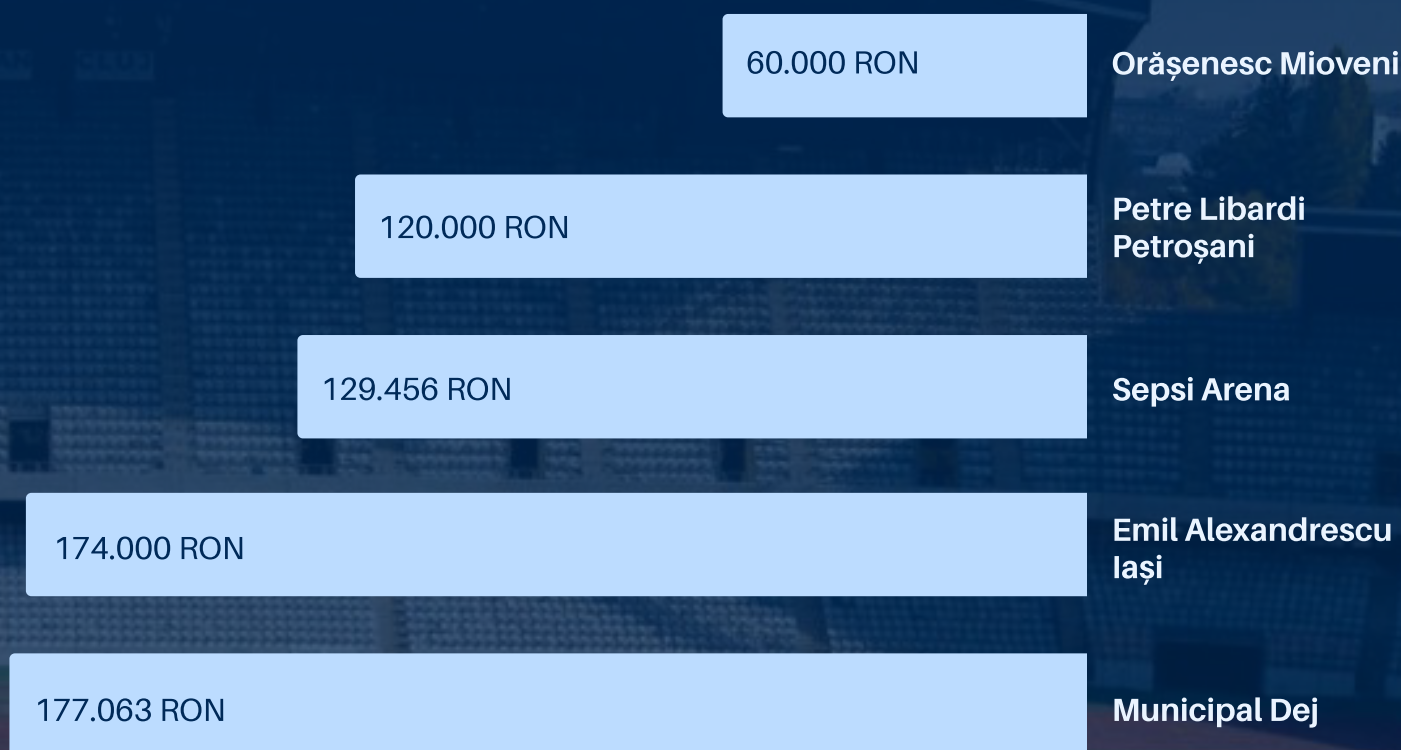 60.000 RON
Orășenesc Mioveni
120.000 RON
Petre Libardi
Petroșani
129.456 RON
Sepsi Arena
174.000 RON
Emil Alexandrescu
Iași
177.063 RON
Municipal Dej